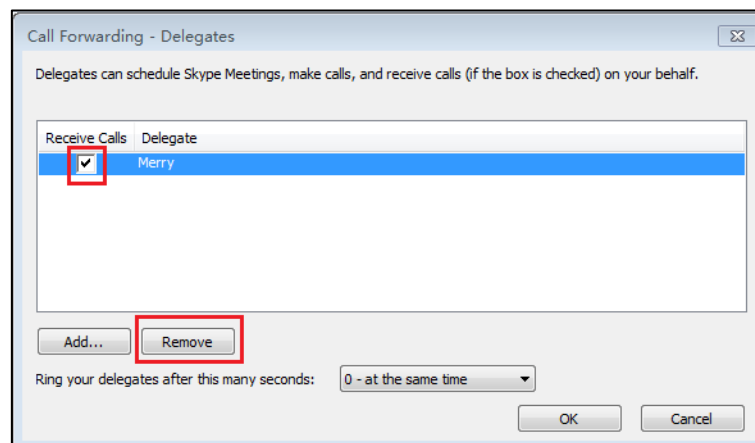 Call Forwarding - Delegates
Delegates can schedule Skype Meetings, make calls, and receive calls (if the box is checked) on your behalf.
Receive Calls Delegate
Merry
Add... Remove
Ring your delegates after this many seconds: 0 - at the same time
OK Cancel